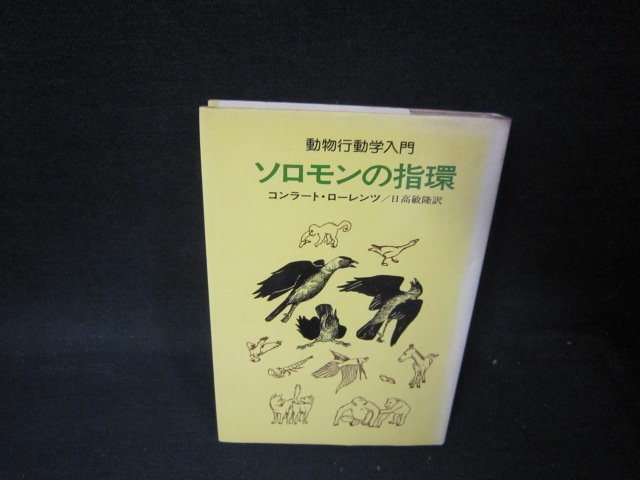 動物行動学入門
ソロモンの指環
コンラート・ローレンツ/日高敏隆訳